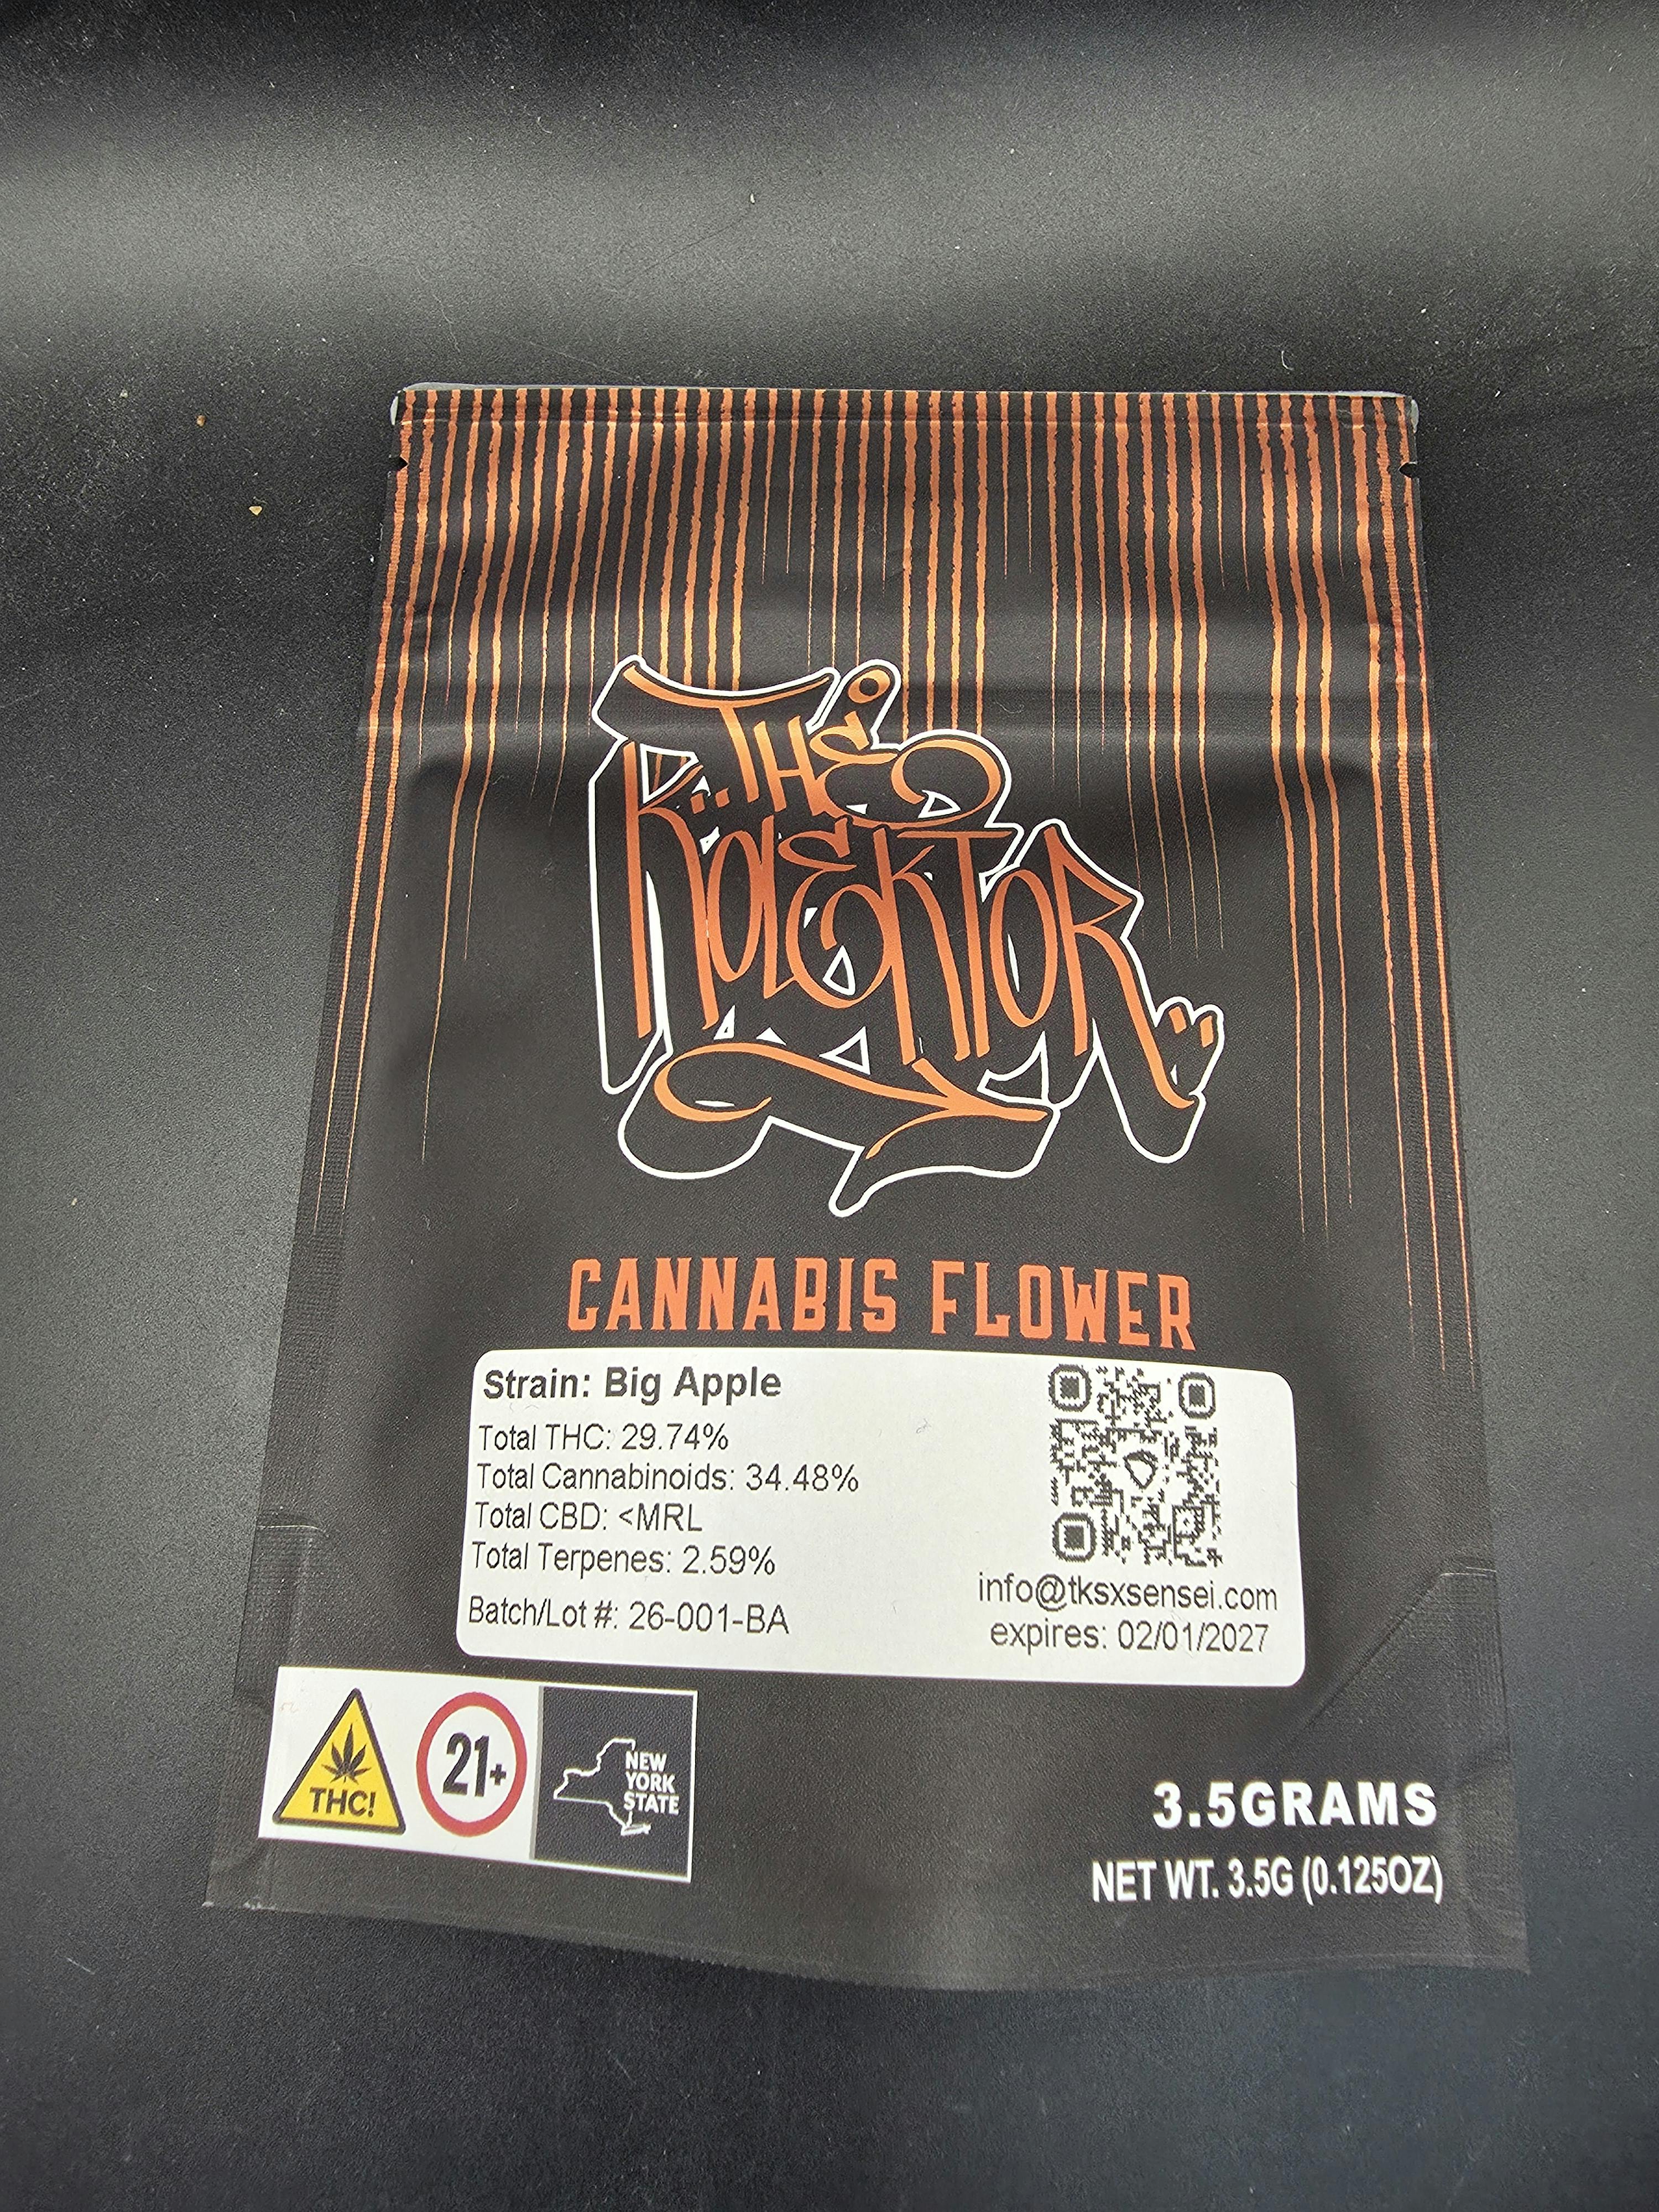 THE
KOLEKTOR
CANNABIS FLOWER
Strain: Big Apple
Total THC: 29.74%
Total Cannabinoids: 34.48%
Total CBD: <MRL
Total Terpenes: 2.59%
Batch/Lot #: 26-001-BA
info@tksxsensei.com
expires: 02/01/2027
THC!
21+
NEW
YORK
STATE
3.5GRAMS
NET WT. 3.5G (0.125OZ)